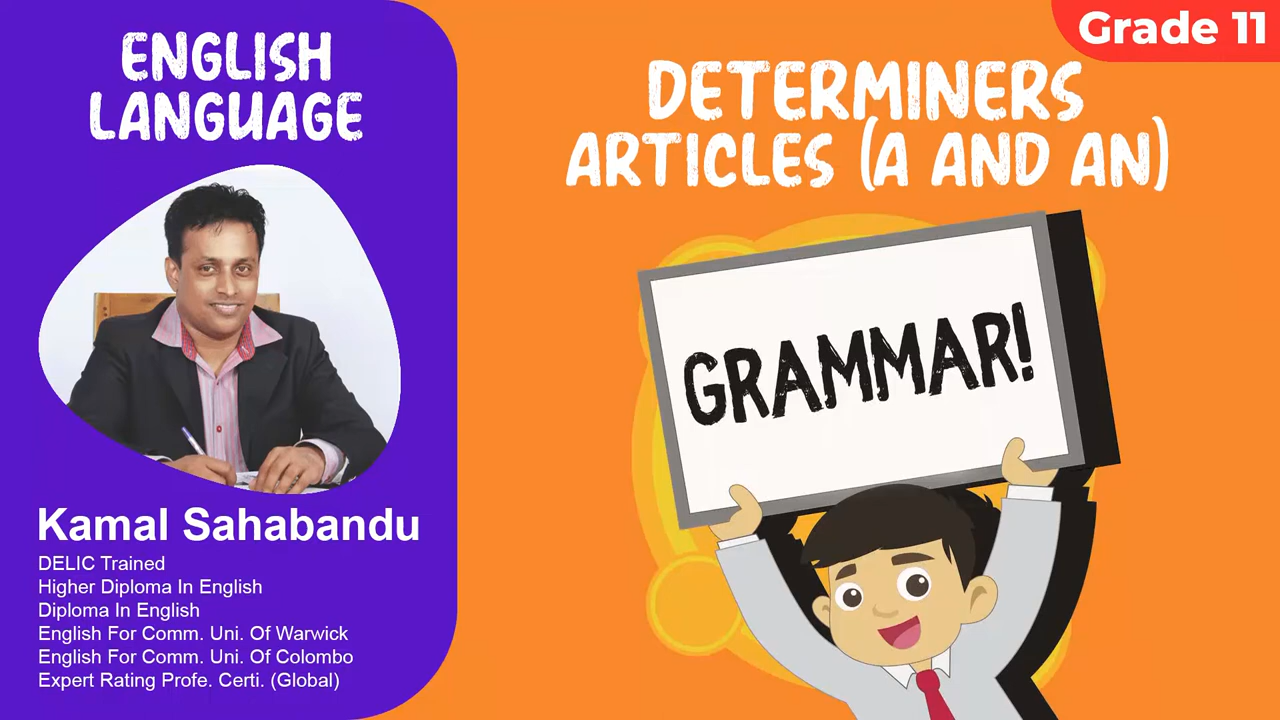 ENGLISH
LANGUAGE
Kamal Sahabandu
DELIC Trained
Higher Diploma In English
Diploma In English
English For Comm. Uni. Of Warwick
English For Comm. Uni. Of Colombo
Expert Rating Profe. Certi. (Global)
Grade 11
DETERMINERS
ARTICLES (A AND AN)
GRAMMAR!